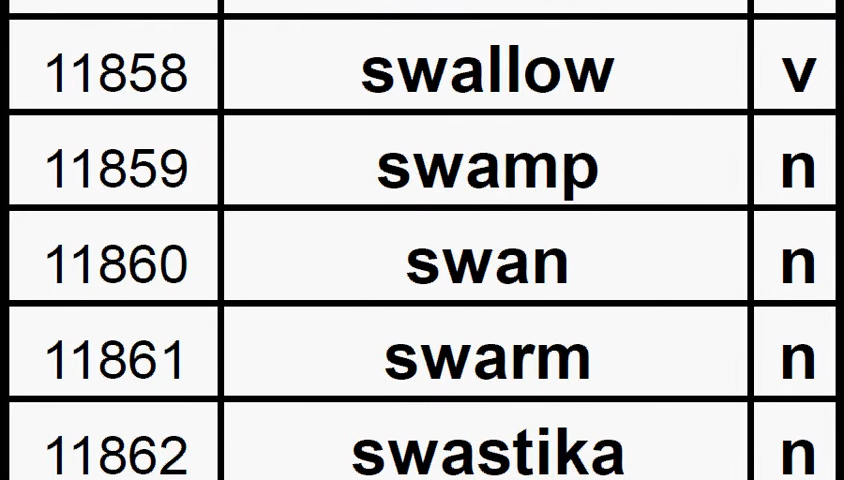 11858 swallow v
11859 swamp n
11860 swan n
11861 swarm n
11862 swastika n